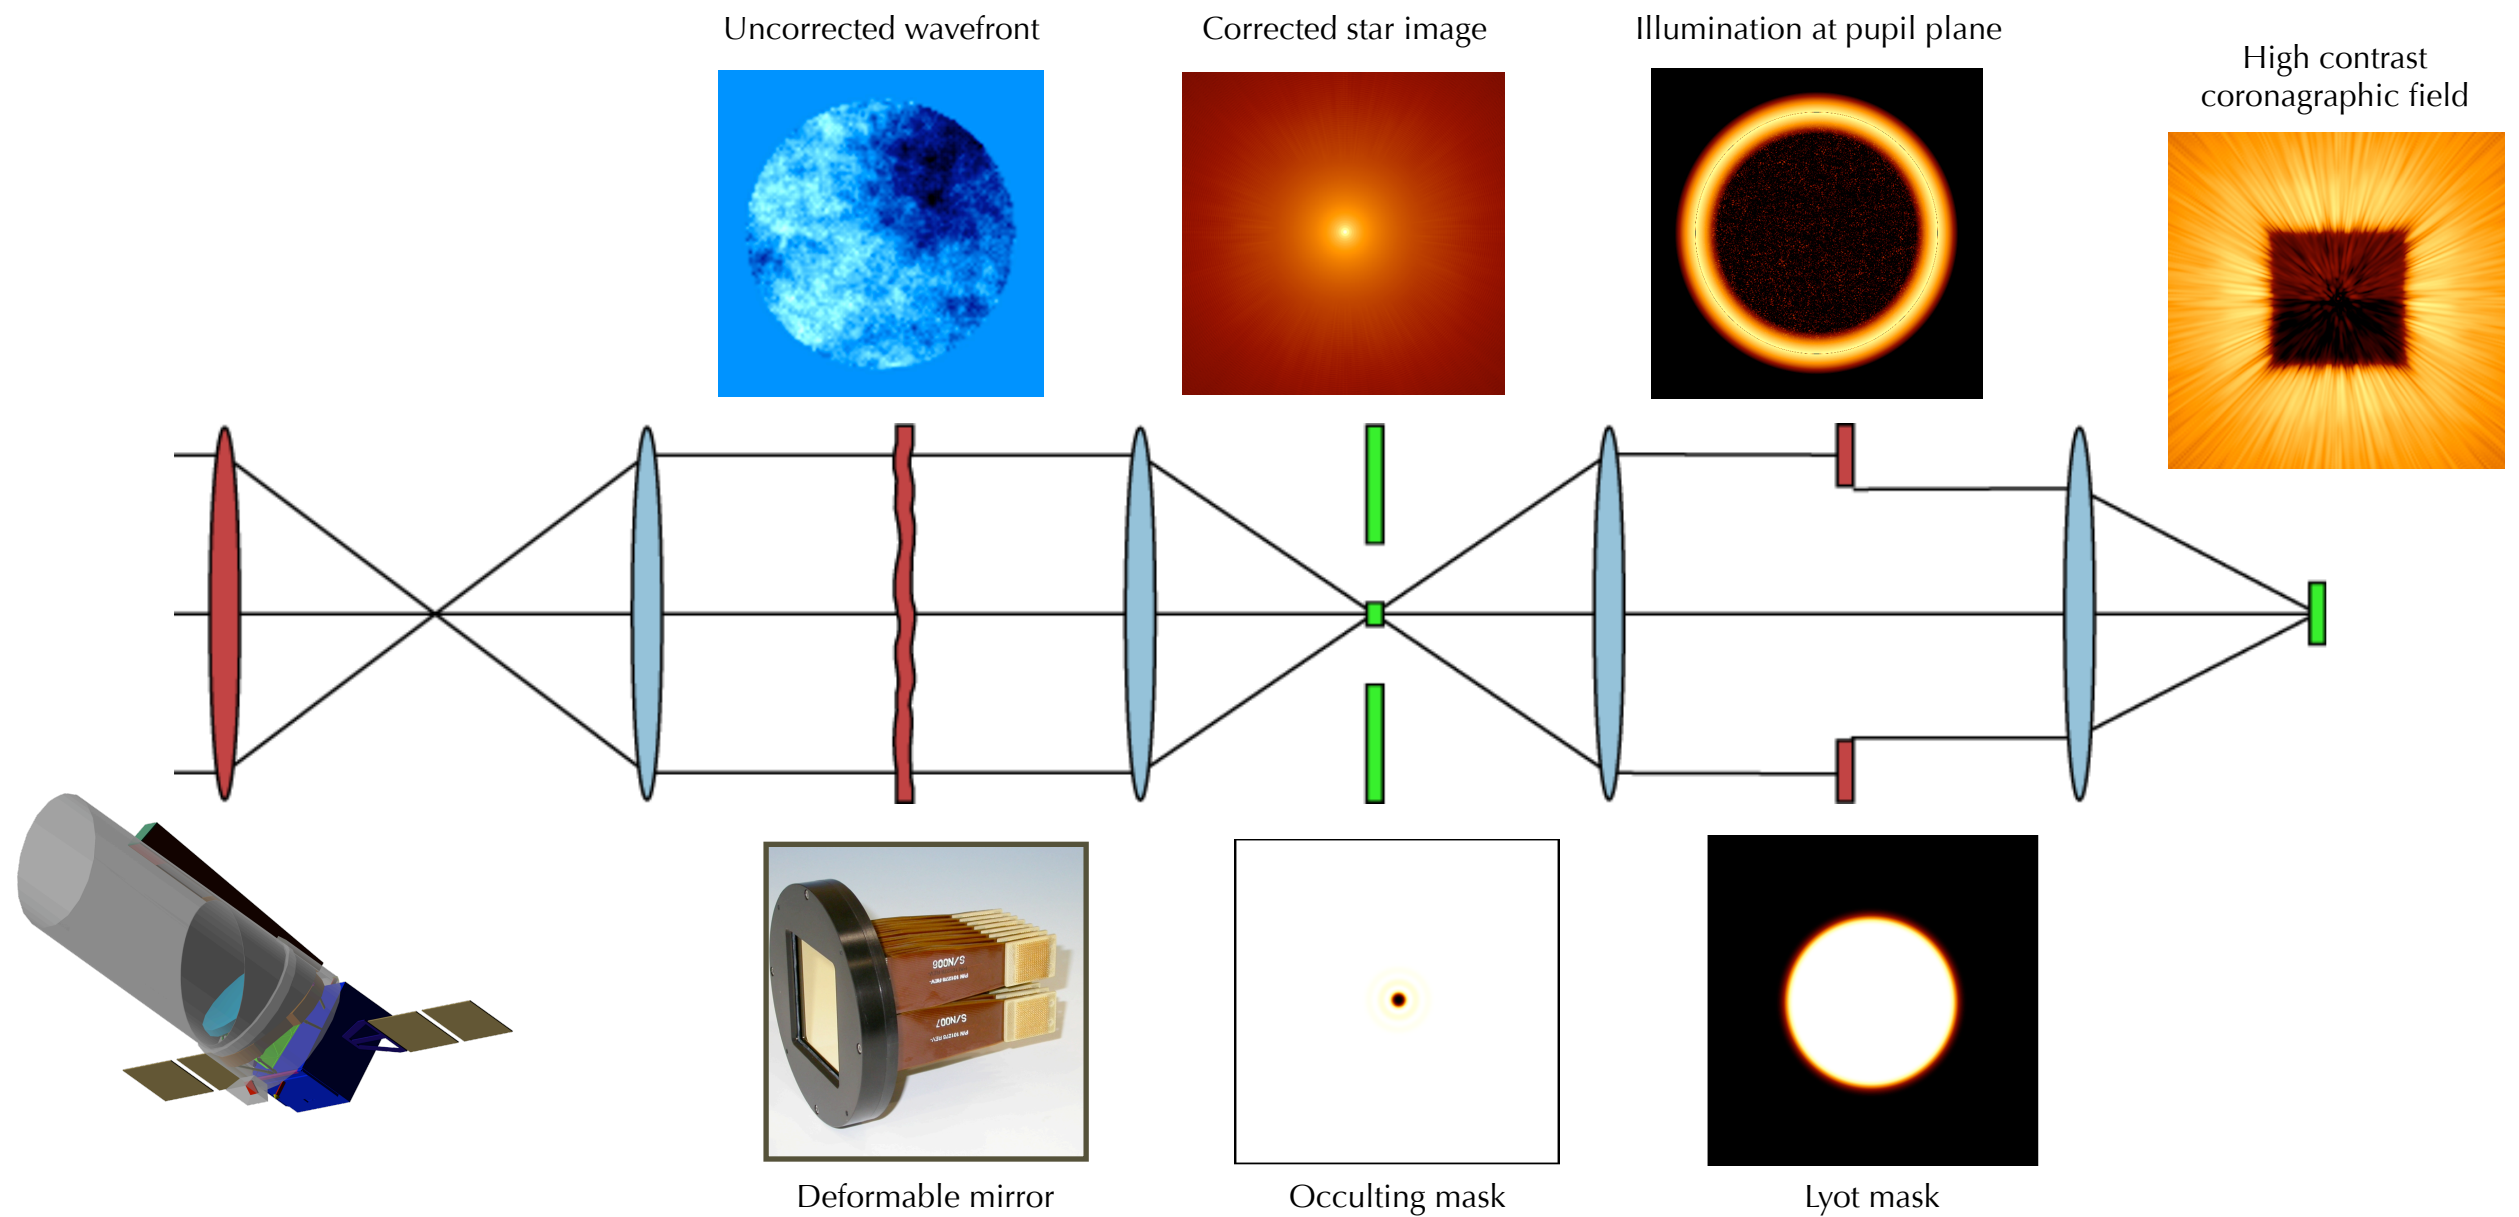 Uncorrected wavefront
Corrected star image
Illumination at pupil plane
High contrast
coronagraphic field
S/N008
S/N007
Deformable mirror
Occulting mask
Lyot mask